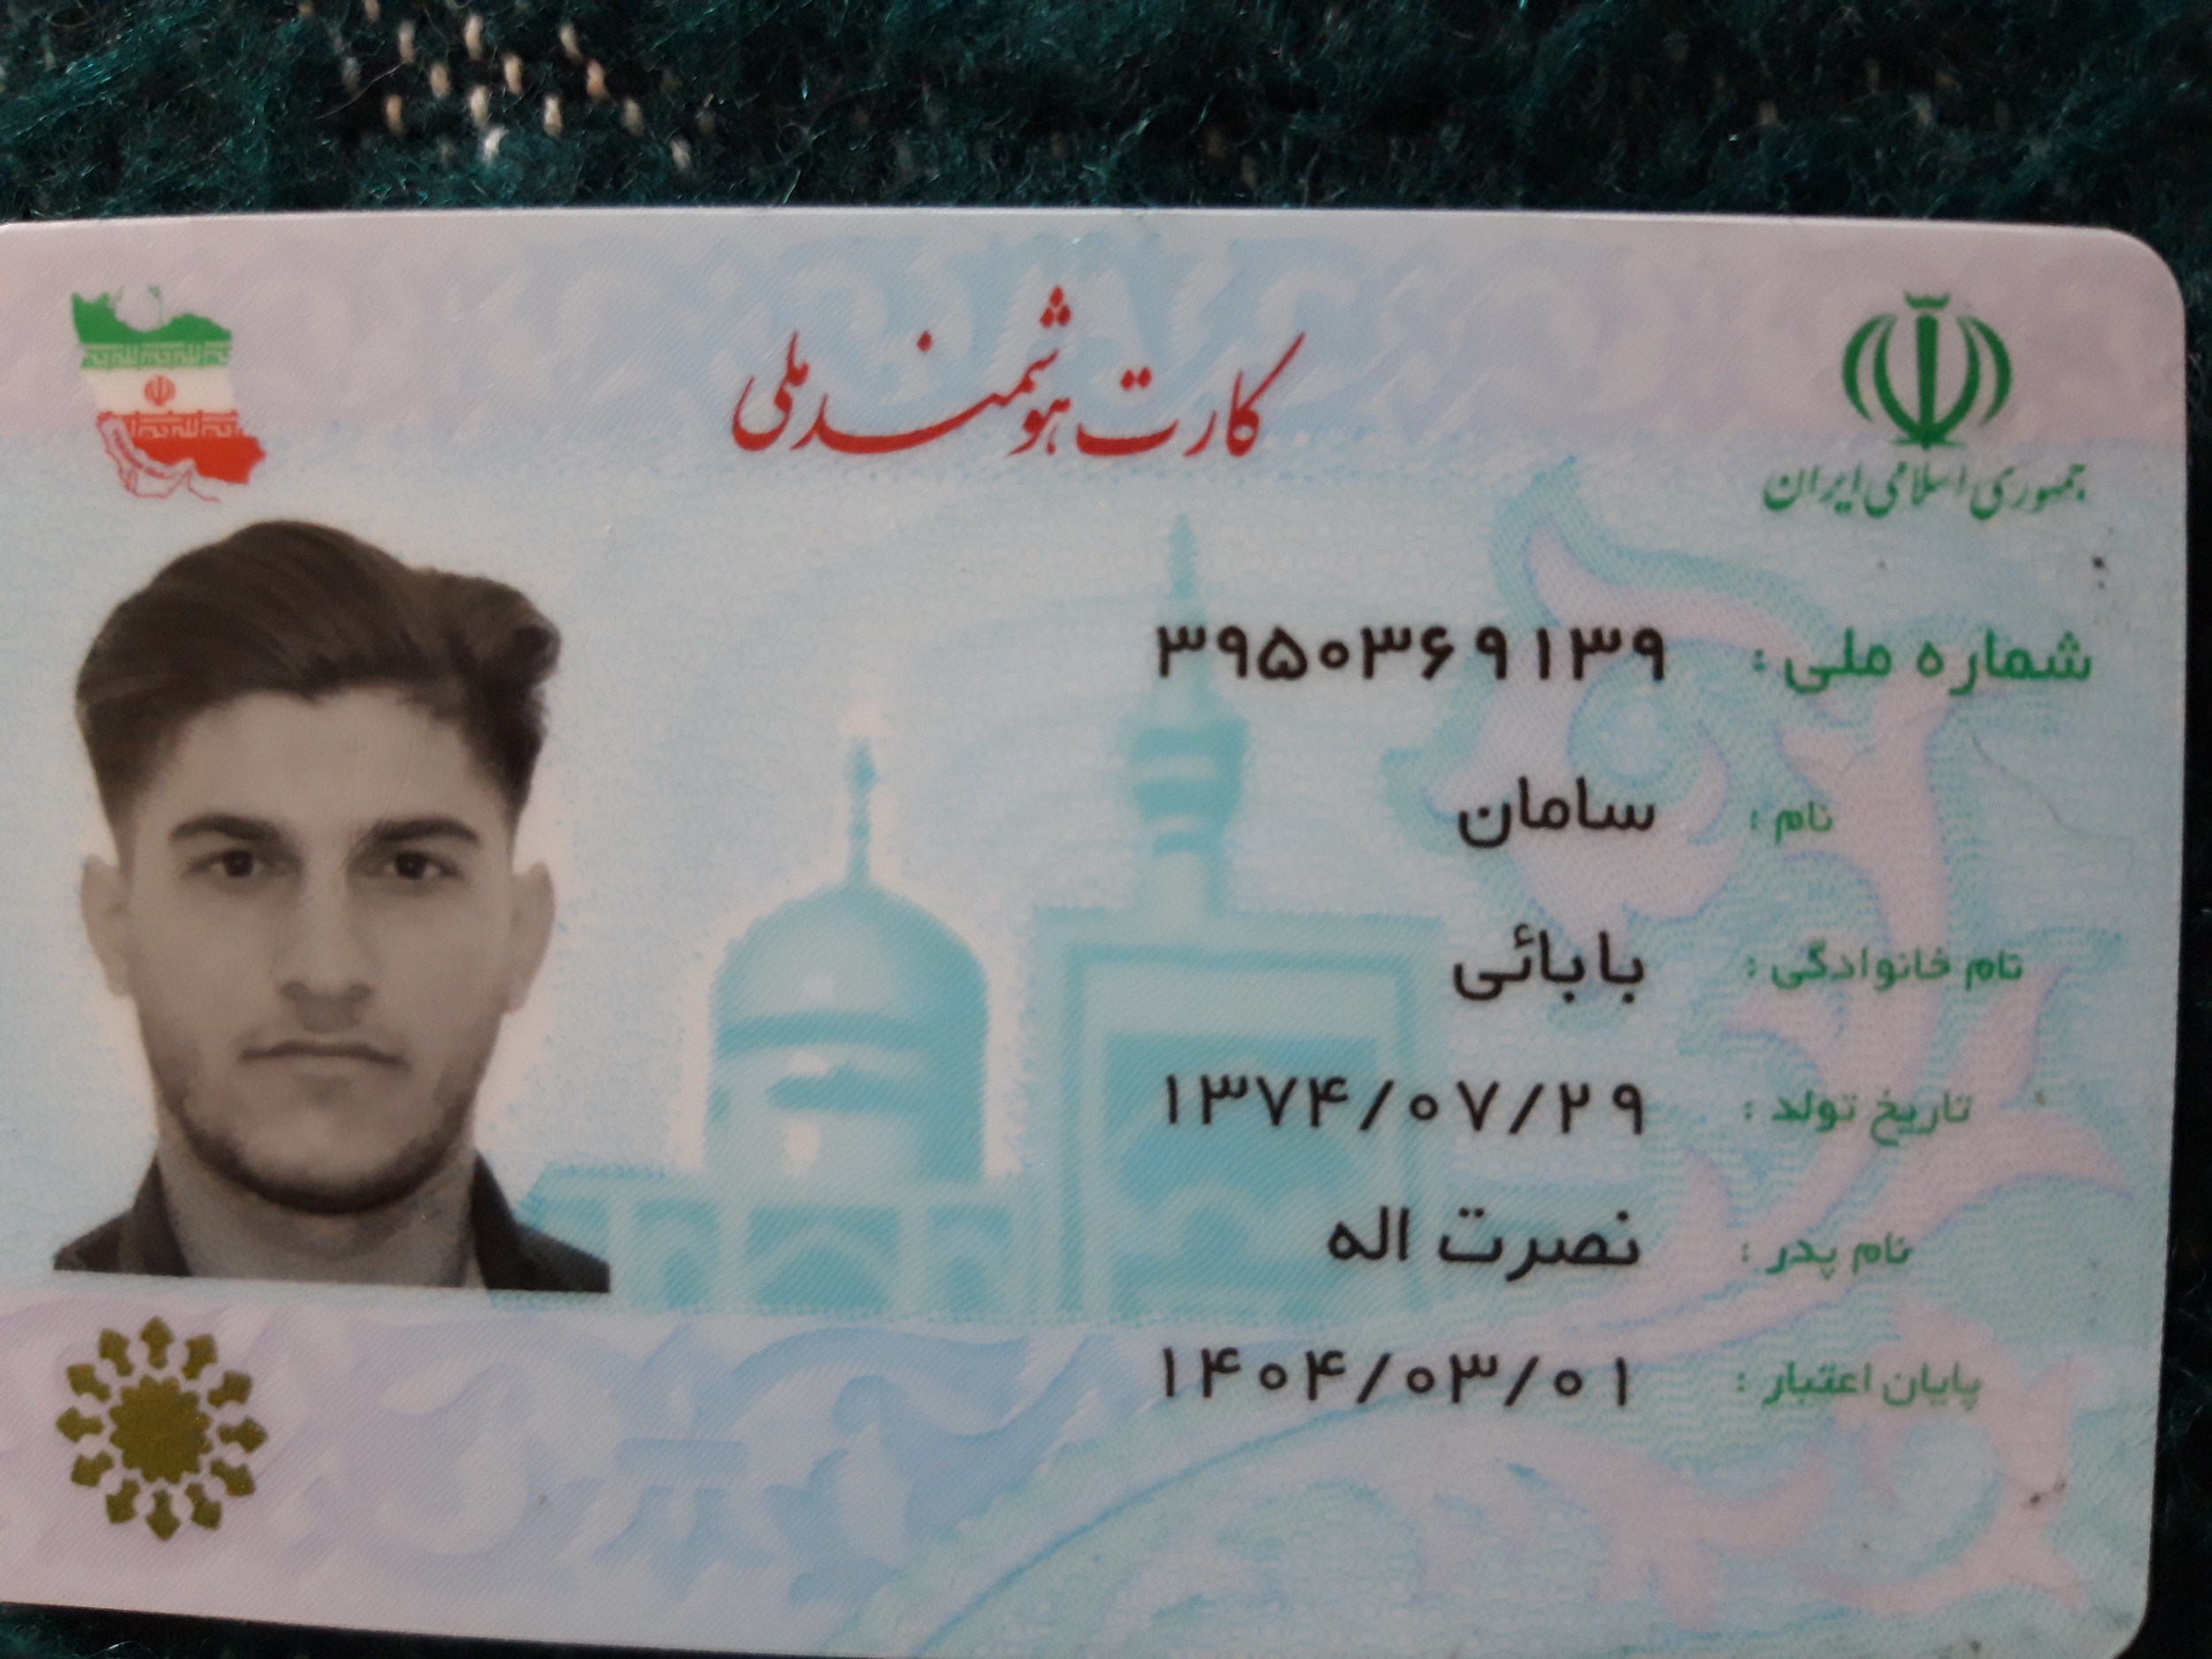 کارت هوشمند ملی
جمهوری اسلامی ایران
شماره ملی : ۳۹۵۰۳۶۹۱۳۹
نام : سامان
نام خانوادگی : بابائی
تاریخ تولد : ۱۳۷۴/۰۷/۲۹
نام پدر : نصرت اله
پایان اعتبار : ۱۴۰۴/۰۳/۰۱